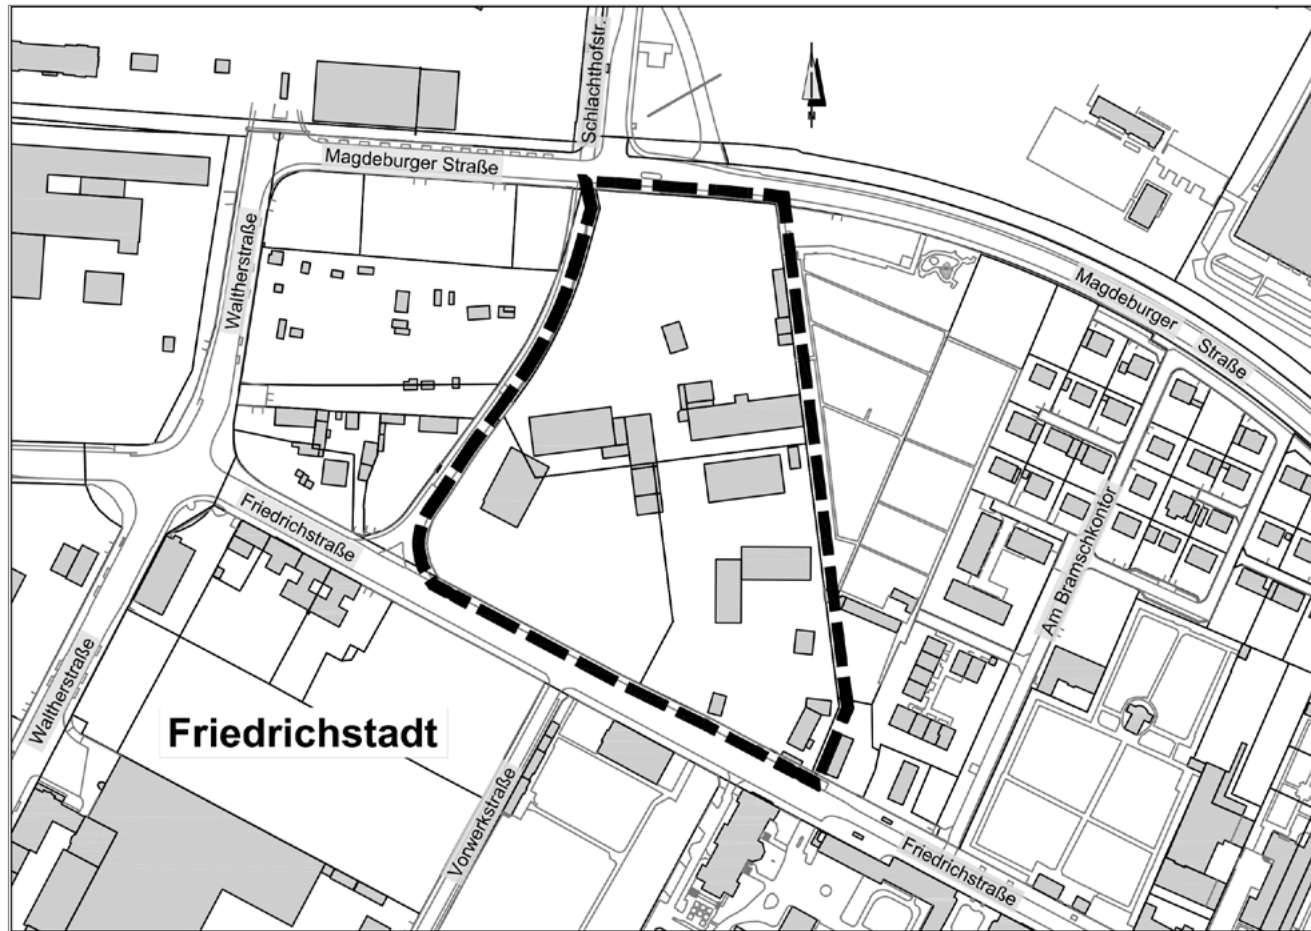 Schlachthofstr.
N
Magdeburger Straße
Waltherstraße
Magdeburger
Straße
Friedrichstraße
Am Bramschkontor
Waltherstraße
Friedrichstadt
Vorwerkstraße
Friedrichstraße